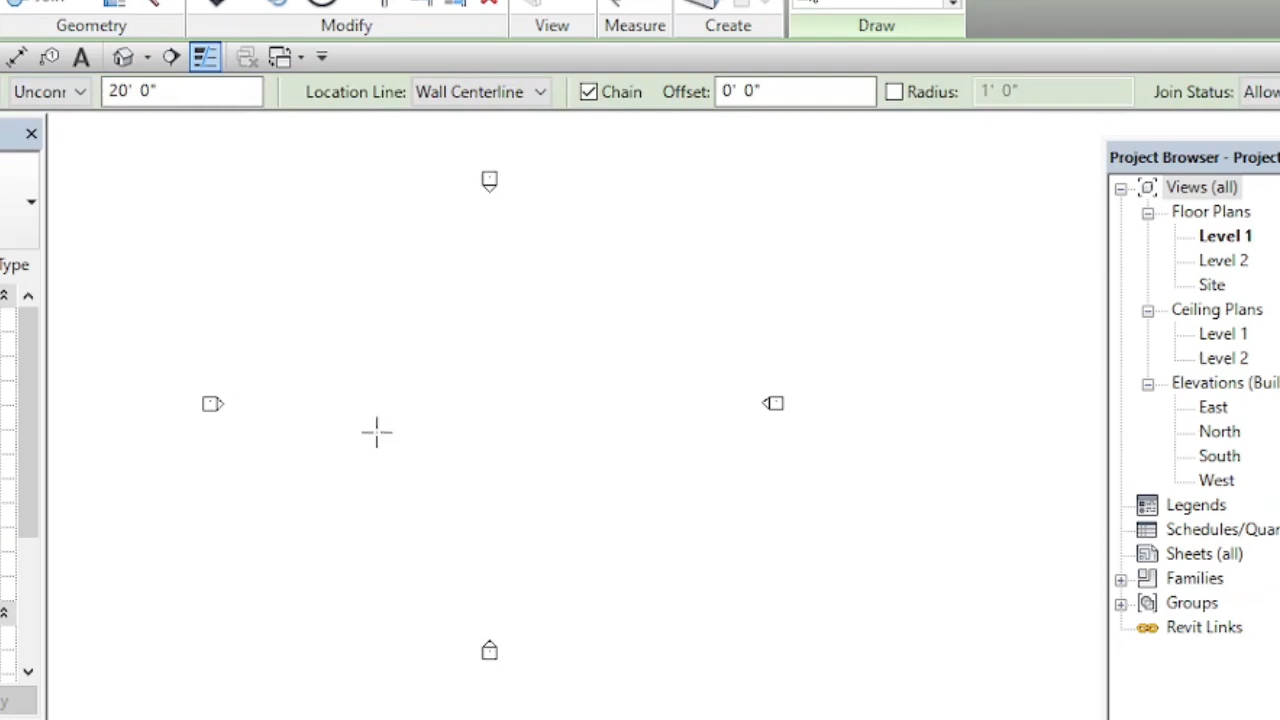 Geometry Modify View Measure Create Draw
A
Uncon 20' 0" Location Line: Wall Centerline Chain Offset: 0' 0" Radius: 1' 0" Join Status: Allow
Project Browser - Project
Views (all)
Floor Plans
Level 1
Level 2
Site
Type
Ceiling Plans
Level 1
Level 2
Elevations (Buil
East
North
South
West
Legends
Schedules/Quan
Sheets (all)
Families
Groups
Revit Links